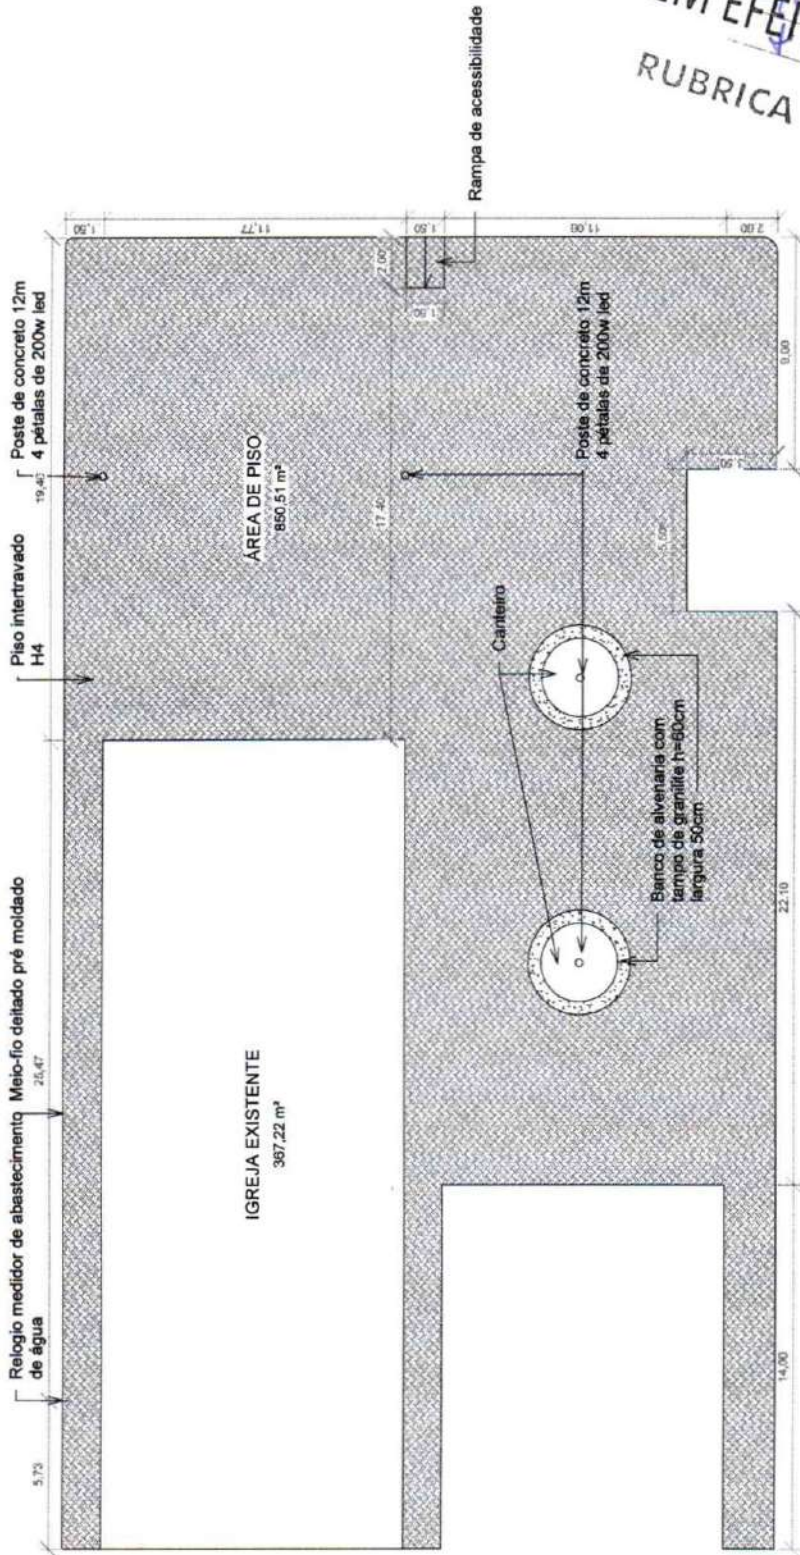 Relogio medidor de abastecimento
de água
Meio-fio deitado pré moldado
Piso intertravado
H4
Poste de concreto 12m
4 pétalas de 200w led
5,73
25,47
19,40
IGREJA EXISTENTE
367,22 m²
ÁREA DE PISO
850.51 m²
17,40
2,00
1,50
11,77
1,50
2,00
Rampa de acessibilidade
Canteiro
Poste de concreto 12m
4 pétalas de 200w led
Banco de alvenaria com
tampo de granilite h=60cm
largura 50cm
14,00
22,10
9,00
RUBRICA